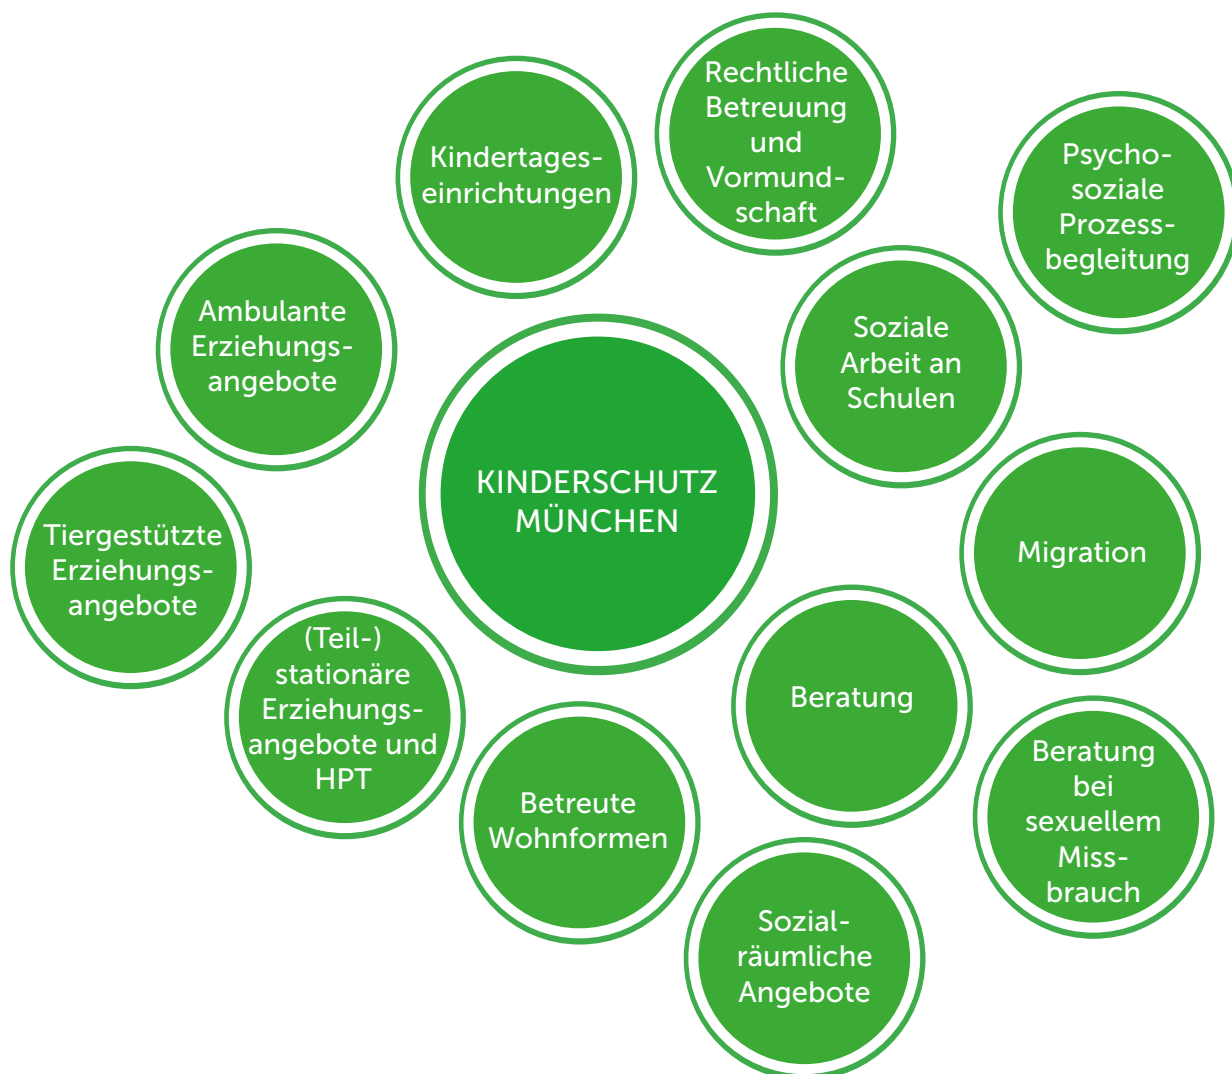 Rechtliche
Betreuung
und
Vormund-
schaft
Kindertages-
einrichtungen
Psycho-
soziale
Prozess-
begleitung
Ambulante
Erziehungs-
angebote
Soziale
Arbeit an
Schulen
KINDERSCHUTZ
MÜNCHEN
Tiergestützte
Erziehungs-
angebote
Migration
(Teil-)
stationäre
Erziehungs-
angebote und
HPT
Beratung
Betreute
Wohnformen
Beratung
bei
sexuellem
Miss-
brauch
Sozial-
räumliche
Angebote